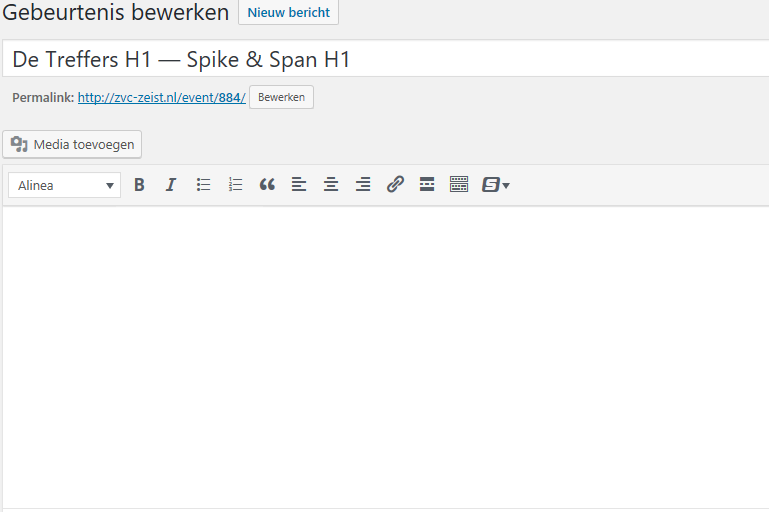 Gebeurtenis bewerken Nieuw bericht
De Treffers H1 — Spike & Span H1
Permalink: http://zvc-zeist.nl/event/884/ Bewerken
Media toevoegen
Alinea